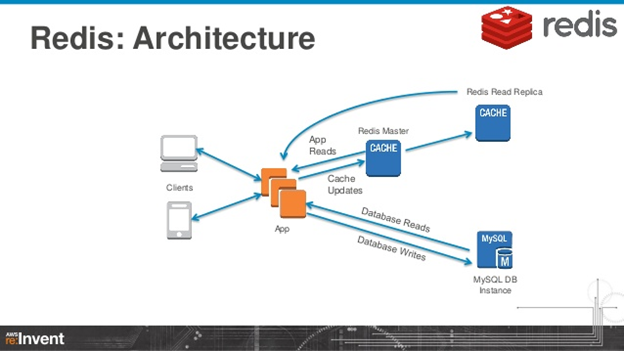 Redis: Architecture
redis
Redis Read Replica
CACHE
Redis Master
CACHE
App
Reads
Cache
Updates
Clients
App
Database Reads
Database Writes
MySQL
M
MySQL DB
Instance
AWS
re:Invent